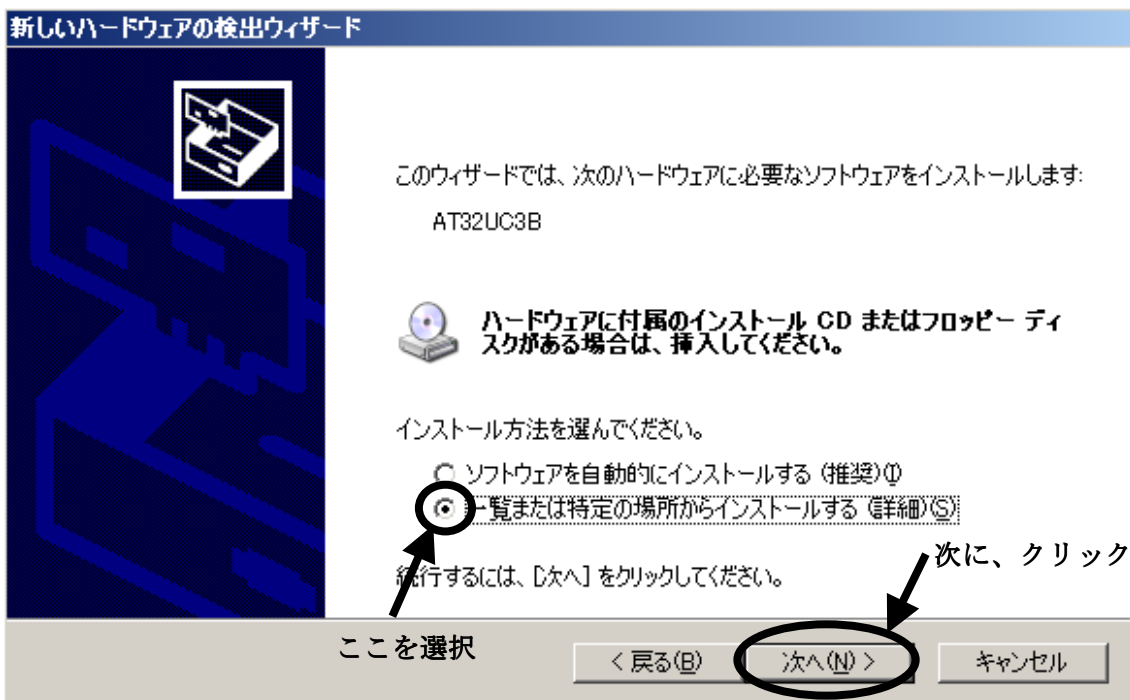 新しいハードウェアの検出ウィザード
このウィザードでは、次のハードウェアに必要なソフトウェアをインストールします:
AT32UC3B
ハードウェアに付属のインストール CD またはフロッピー ディ
スクがある場合は、挿入してください。
インストール方法を選んでください。
ソフトウェアを自動的にインストールする (推奨)(I)
一覧または特定の場所からインストールする (詳細)(S)
次に、クリック
続行するには、[次へ] をクリックしてください。
ここを選択
< 戻る(B)
次へ(N) >
キャンセル